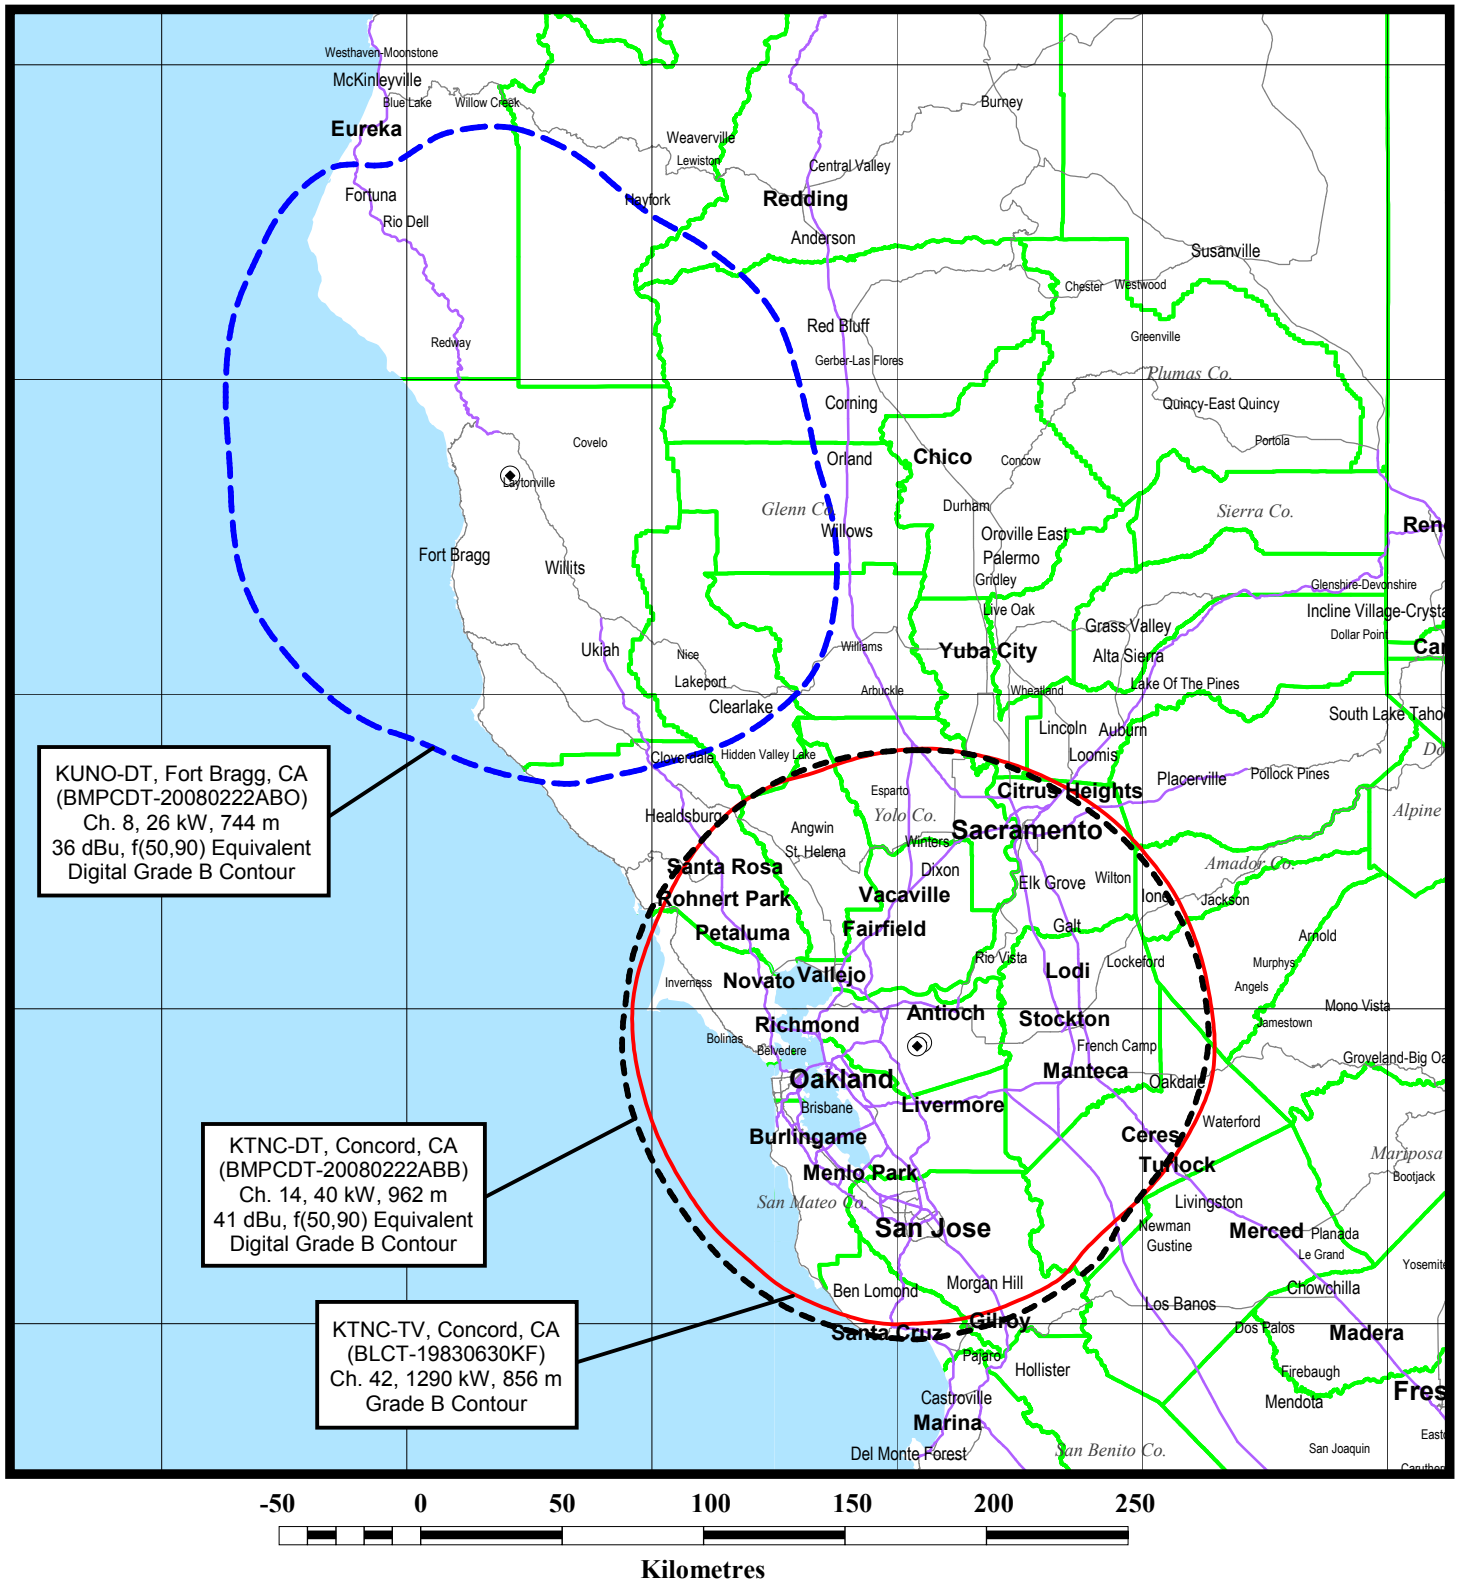 Westhaven-Moonstone
McKinleyville
Blue Lake
Willow Creek
Burney
Eureka
Weaverville
Lewiston
Central Valley
Fortuna
Hayfork
Redding
Rio Dell
Anderson
Susanville
Chester
Westwood
Red Bluff
Redway
Greenville
Gerber-Las Flores
Plumas Co.
Corning
Quincy-East Quincy
Covelo
Portola
Orland
Chico
Concow
Laytonville
Glenn Co.
Durham
Sierra Co.
Willows
Oroville East
Reno
Fort Bragg
Willits
Palermo
Gridley
Glenshire-Devonshire
Live Oak
Incline Village-Crysta
Grass Valley
Dollar Point
Ukiah
Nice
Williams
Yuba City
Alta Sierra
Car
Lakeport
Arbuckle
Wheatland
Lake Of The Pines
Clearlake
South Lake Taho
Lincoln
Auburn
Cloverdale
Hidden Valley Lake
Loomis
Do
KUNO-DT, Fort Bragg, CA
(BMPCDT-20080222ABO)
Ch. 8, 26 kW, 744 m
36 dBu, f(50,90) Equivalent
Digital Grade B Contour
Esparto
Citrus Heights
Placerville
Pollock Pines
Healdsburg
Angwin
Yolo Co.
Alpine
St. Helena
Winters
Sacramento
Santa Rosa
Dixon
Elk Grove
Wilton
Amador Co.
Rohnert Park
Vacaville
Ione
Jackson
Petaluma
Fairfield
Galt
Arnold
Rio Vista
Lockeford
Murphys
Inverness
Novato
Vallejo
Lodi
Angels
Mono Vista
Richmond
Antioch
Stockton
Jamestown
Bolinas
Belvedere
French Camp
Groveland-Big Oa
Oakland
Manteca
Oakdale
Brisbane
Livermore
Waterford
Burlingame
Ceres
Mariposa
Menlo Park
Turlock
Bootjack
KTNC-DT, Concord, CA
(BMPCDT-20080222ABB)
Ch. 14, 40 kW, 962 m
41 dBu, f(50,90) Equivalent
Digital Grade B Contour
San Mateo Co.
Livingston
San Jose
Newman
Merced
Planada
Gustine
Le Grand
Yosemite
Ben Lomond
Morgan Hill
Chowchilla
Los Banos
Gilroy
Santa Cruz
Dos Palos
Madera
KTNC-TV, Concord, CA
(BLCT-19830630KF)
Ch. 42, 1290 kW, 856 m
Grade B Contour
Pajaro
Hollister
Firebaugh
Castroville
Mendota
Fres
Marina
Easto
Del Monte Forest
San Benito Co.
San Joaquin
Caruthers
-50 0 50 100 150 200 250
Kilometres